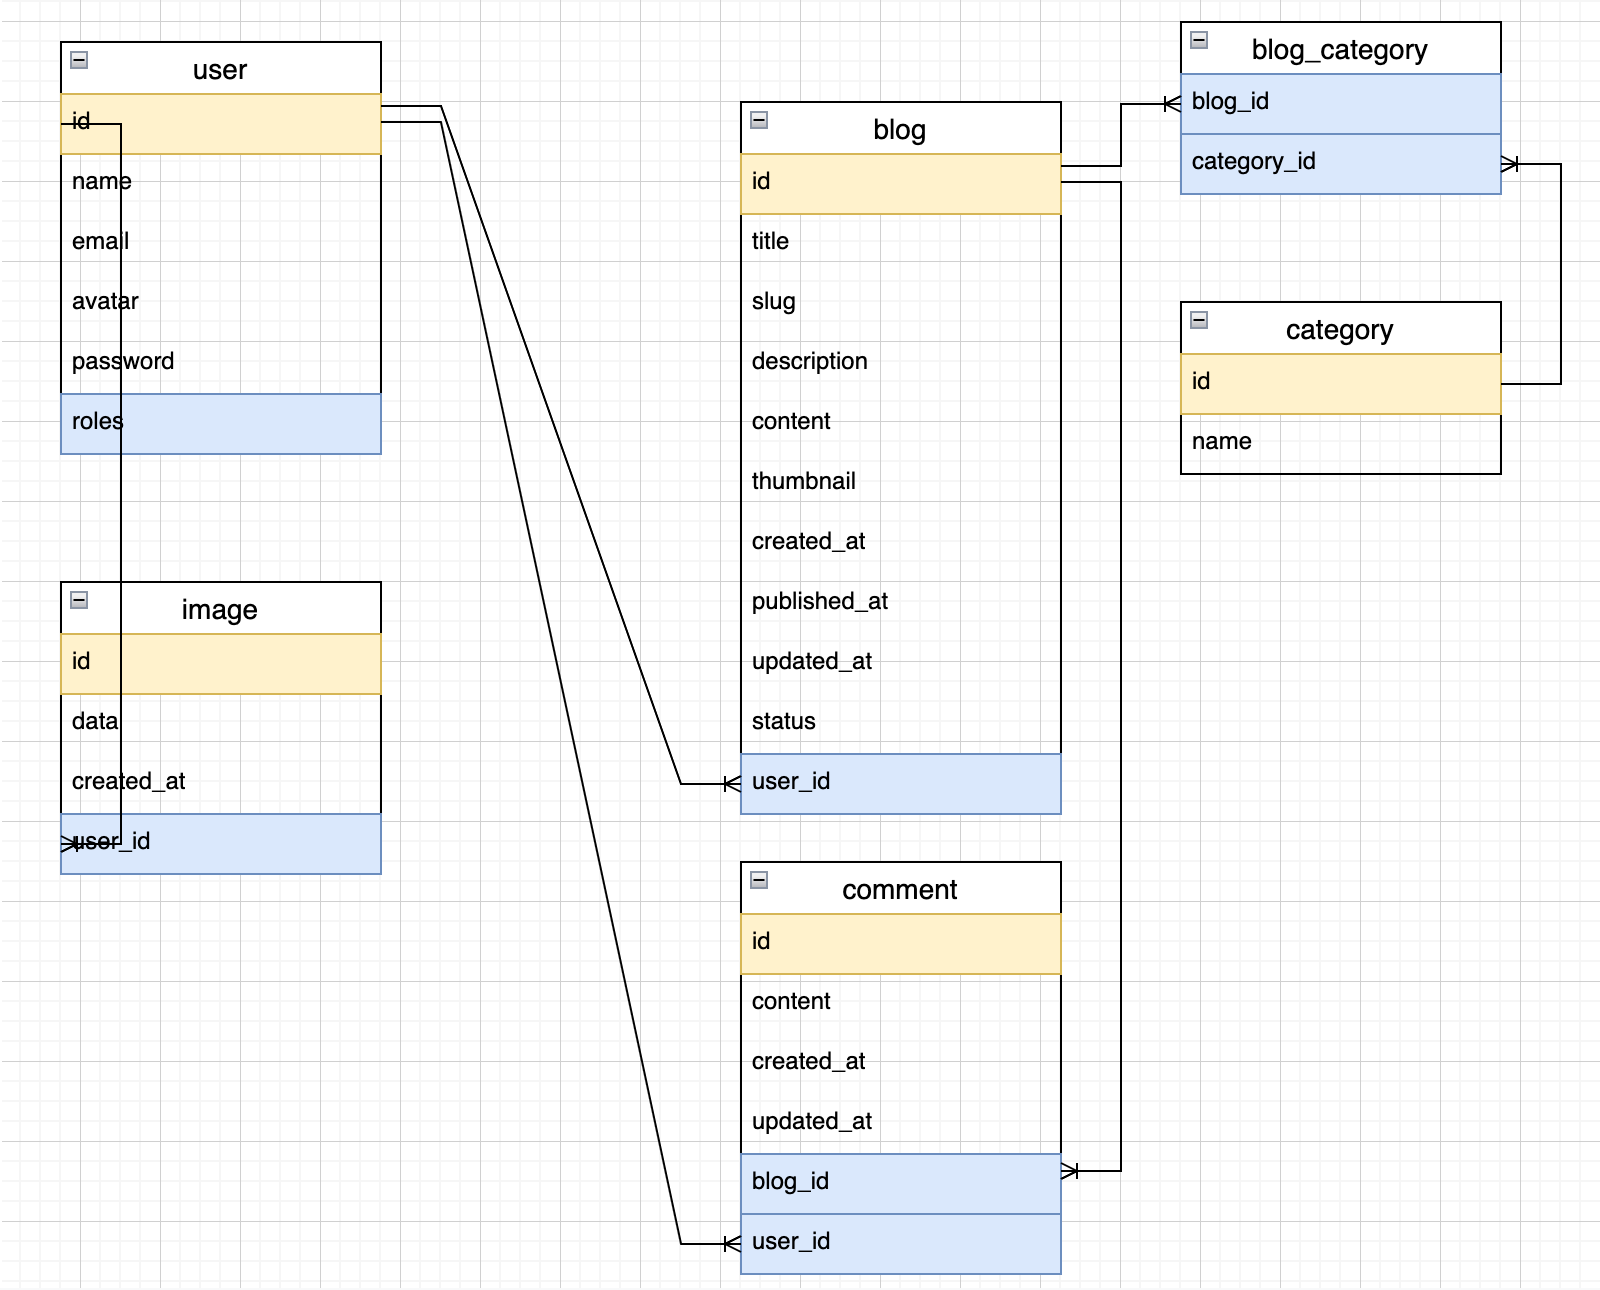 user
id
name
email
avatar
password
roles
image
id
data
created_at
user_id
blog
id
title
slug
description
content
thumbnail
created_at
published_at
updated_at
status
user_id
comment
id
content
created_at
updated_at
blog_id
user_id
blog_category
blog_id
category_id
category
id
name